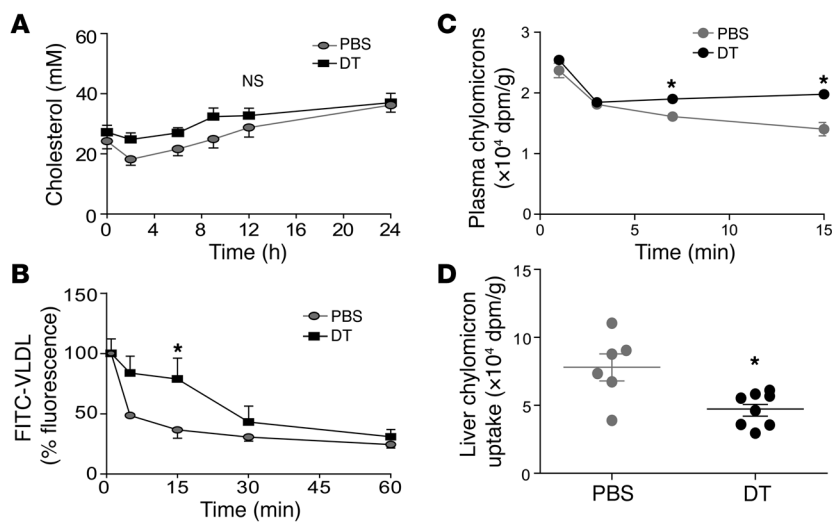 A
Cholesterol (mM)
60
40
20
0
PBS
DT
NS
0 4 8 12 16 20 24
Time (h)
B
FITC-VLDL
(% fluorescence)
150
100
50
0
PBS
DT
*
0 15 30 45 60
Time (min)
C
Plasma chylomicrons
(×10⁴ dpm/g)
3
2
1
0
PBS
DT
* *
0 5 10 15
Time (min)
D
Liver chylomicron
uptake (×10⁴ dpm/g)
15
10
5
0
*
PBS DT